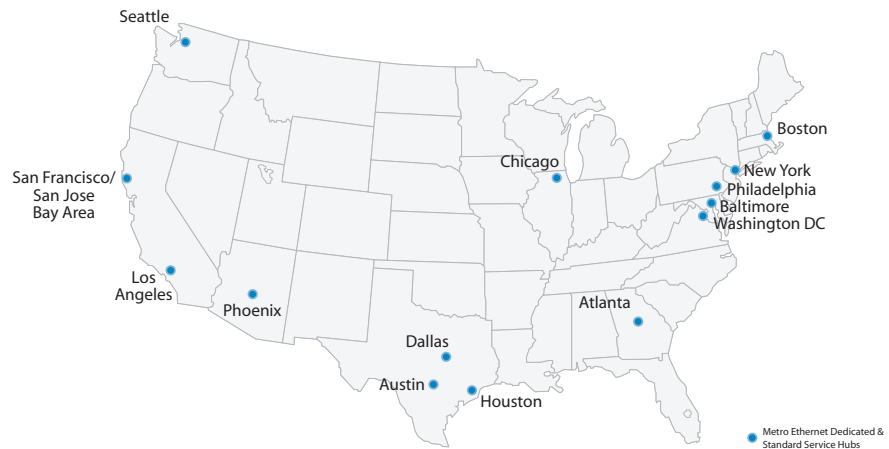 Seattle
Boston
Chicago
New York
San Francisco/
San Jose
Bay Area
Philadelphia
Baltimore
Washington DC
Los
Angeles
Phoenix
Atlanta
Dallas
Austin
Houston
Metro Ethernet Dedicated &
Standard Service Hubs